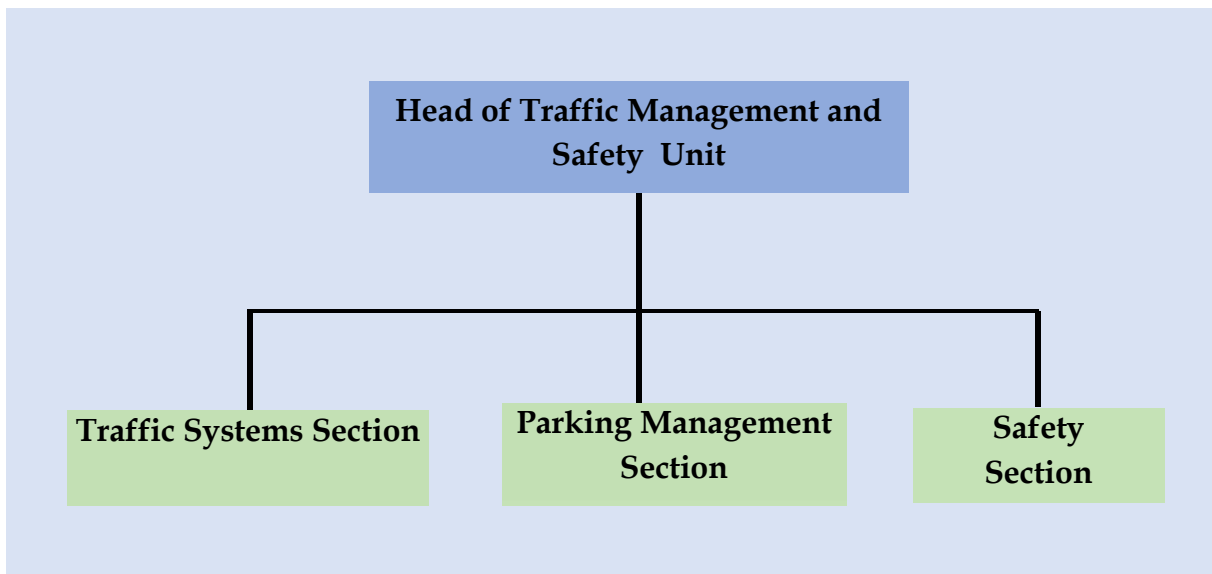 Head of Traffic Management and
Safety Unit
Traffic Systems Section
Parking Management
Section
Safety
Section